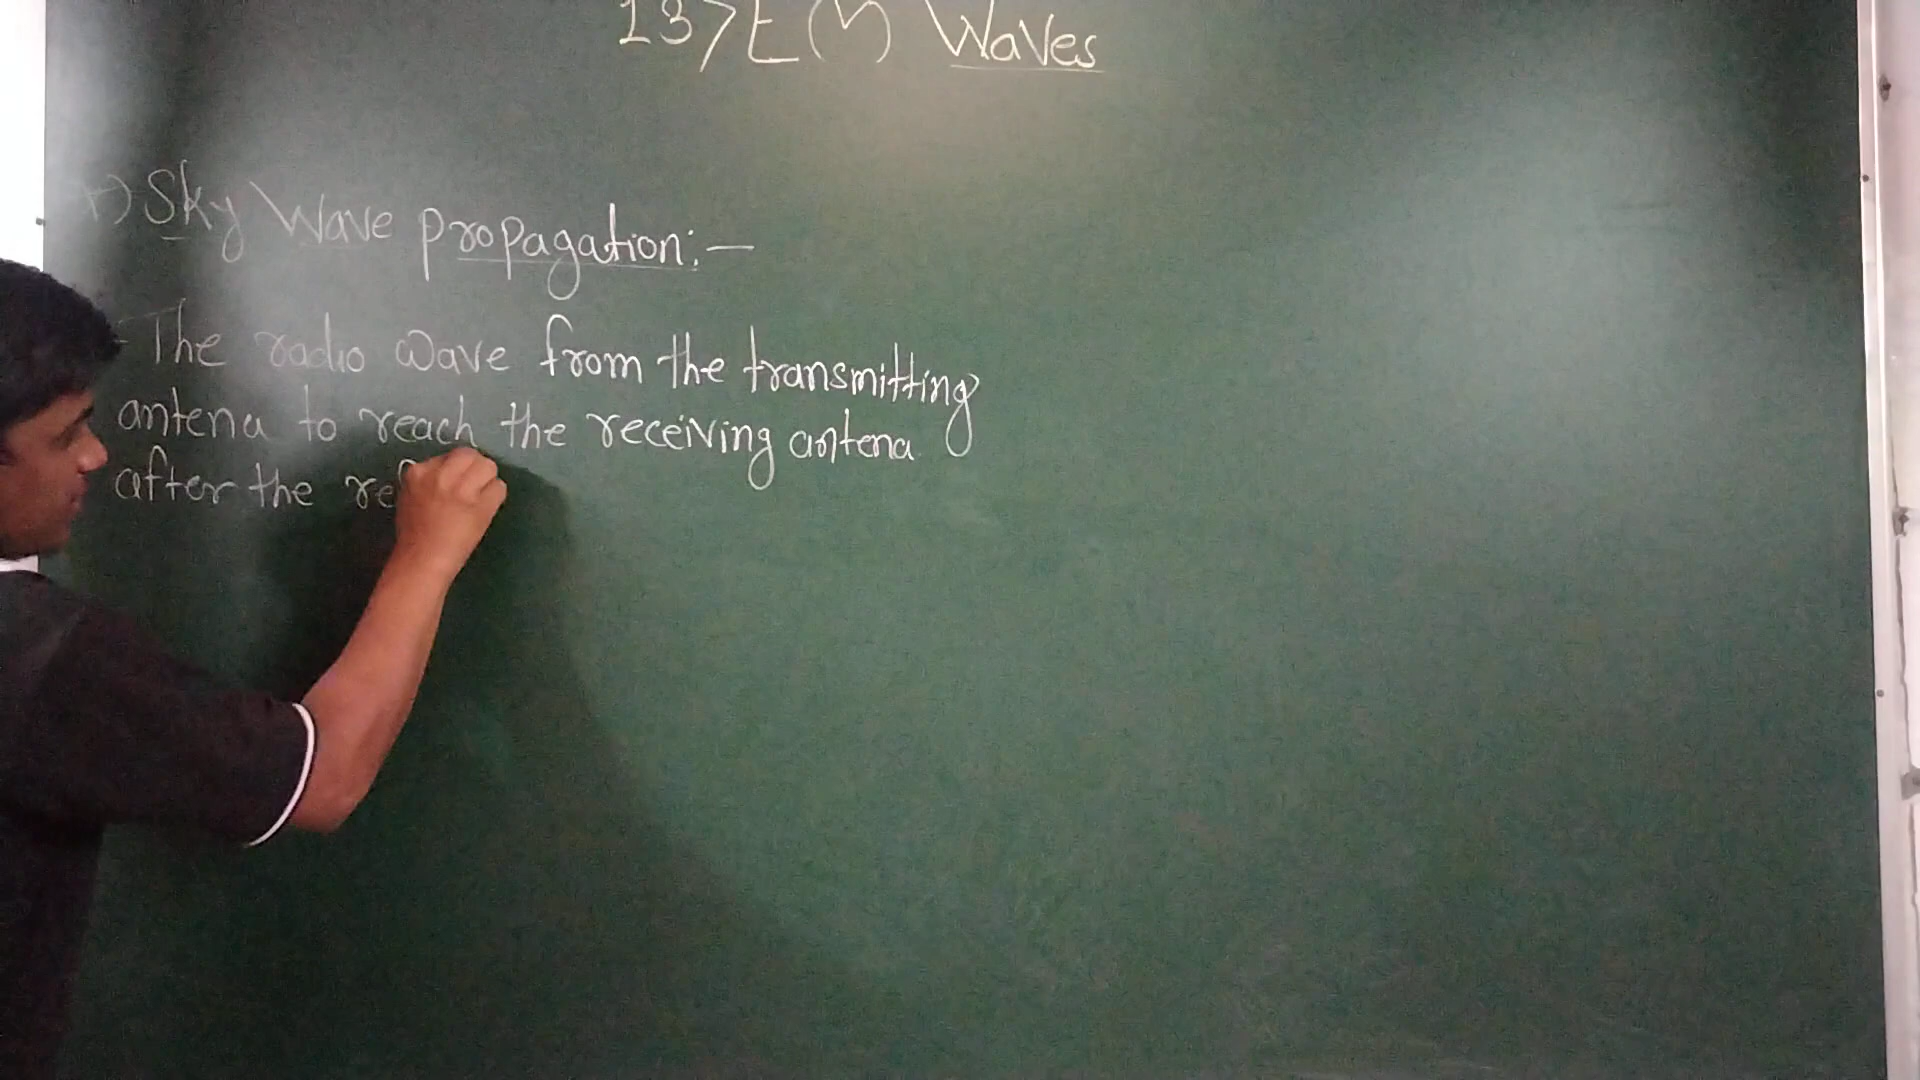 13) E M Waves
*) Sky Wave propagation:—
The radio wave from the transmitting
antena to reach the receiving antena
after the ref